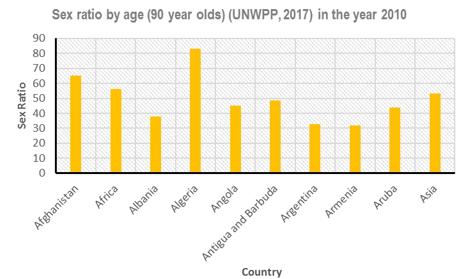 Sex ratio by age (90 year olds) (UNWPP, 2017) in the year 2010
90
80
70
60
50
40
30
20
10
0
Sex Ratio
Afghanistan
Africa
Albania
Algeria
Angola
Antigua and Barbuda
Argentina
Armenia
Aruba
Asia
Country